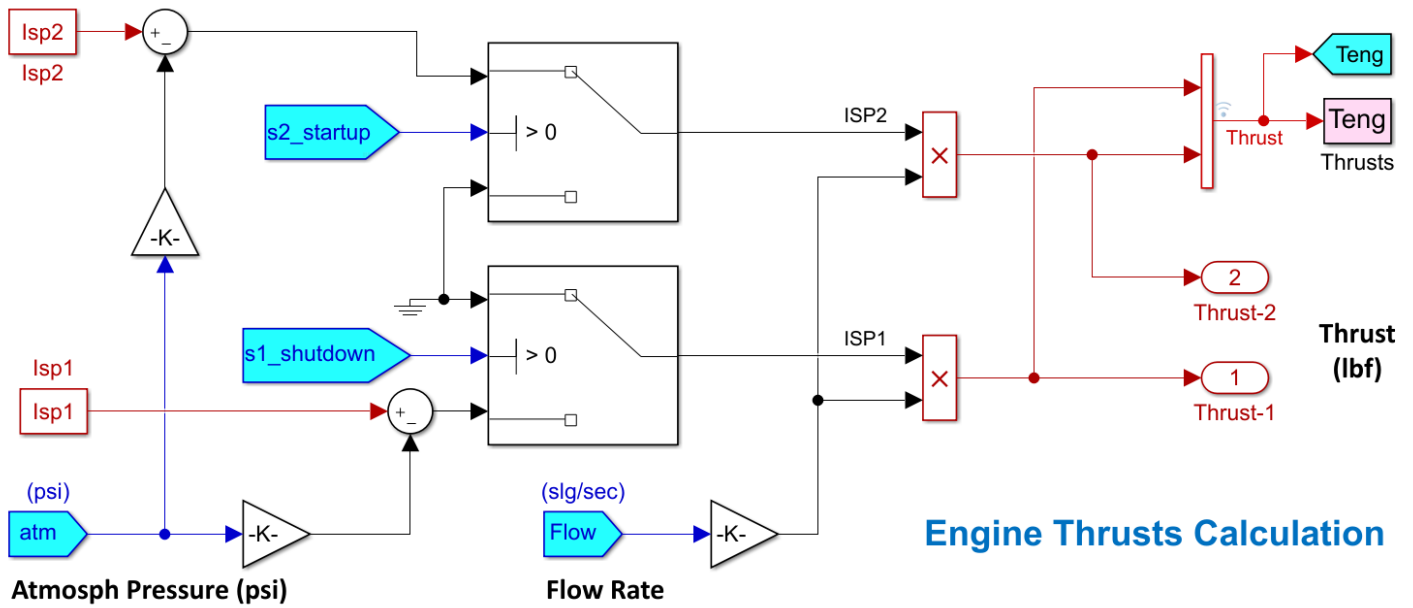 Isp2
Isp2
+
−
s2_startup
> 0
-K-
ISP2
×
Teng
Teng
Thrust
Thrusts
2
Thrust-2
s1_shutdown
> 0
ISP1
×
1
Thrust-1
Thrust
(lbf)
Isp1
Isp1
+
−
(psi)
atm
-K-
Atmosph Pressure (psi)
(slg/sec)
Flow
-K-
Flow Rate
Engine Thrusts Calculation